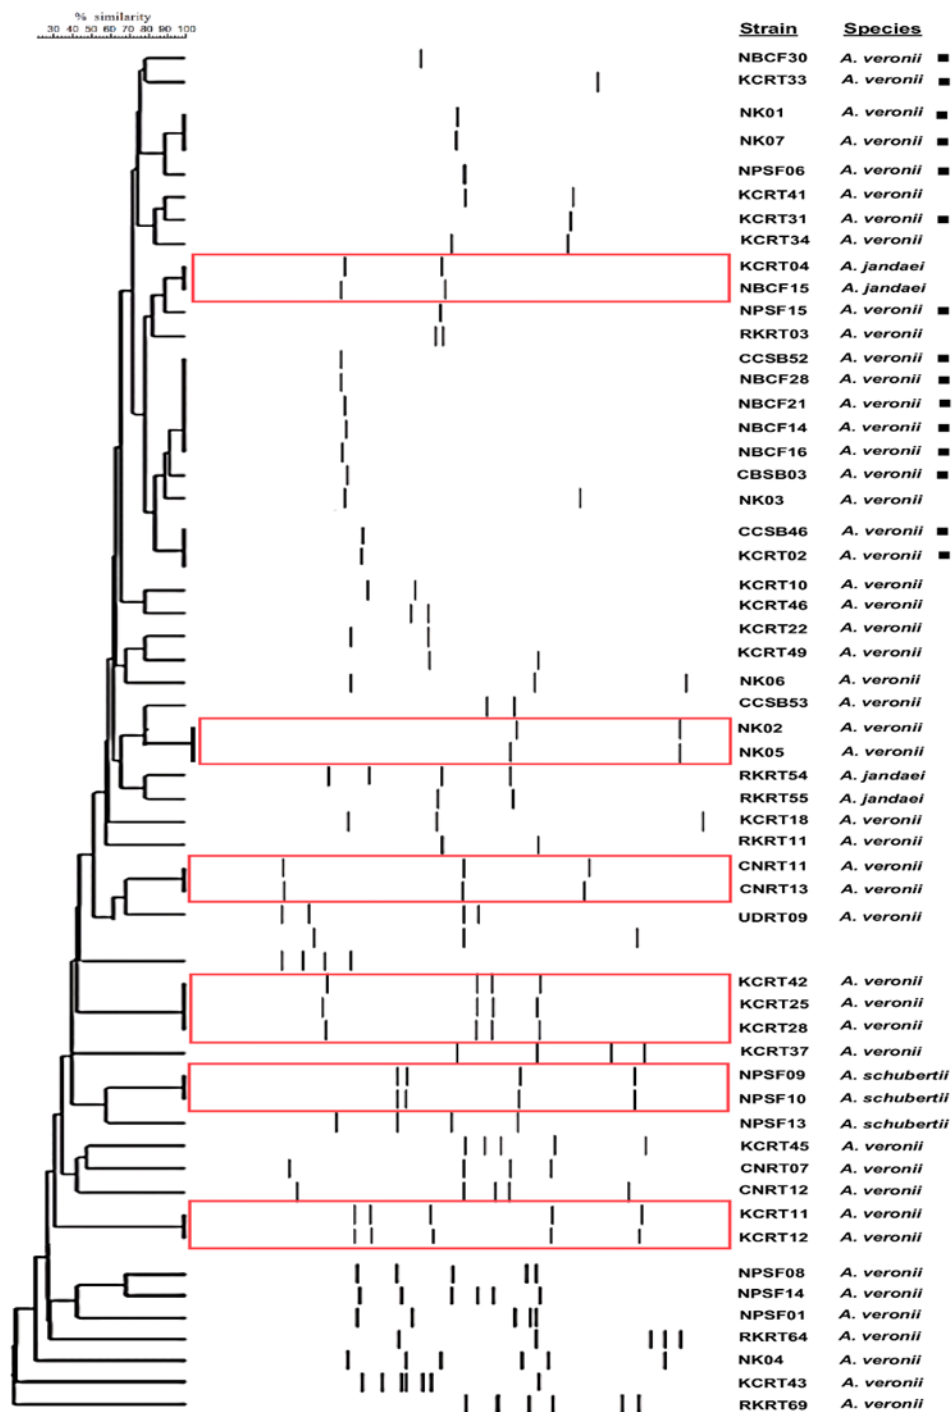 % similarity
30 40 50 60 70 80 90 100
Strain Species
NBCF30 A. veronii
KCRT33 A. veronii
NK01 A. veronii
NK07 A. veronii
NPSF06 A. veronii
KCRT41 A. veronii
KCRT31 A. veronii
KCRT34 A. veronii
KCRT04 A. jandaei
NBCF15 A. jandaei
NPSF15 A. veronii
RKRT03 A. veronii
CCSB52 A. veronii
NBCF28 A. veronii
NBCF21 A. veronii
NBCF14 A. veronii
NBCF16 A. veronii
CBSB03 A. veronii
NK03 A. veronii
CCSB46 A. veronii
KCRT02 A. veronii
KCRT10 A. veronii
KCRT46 A. veronii
KCRT22 A. veronii
KCRT49 A. veronii
NK06 A. veronii
CCSB53 A. veronii
NK02 A. veronii
NK05 A. veronii
RKRT54 A. jandaei
RKRT55 A. jandaei
KCRT18 A. veronii
RKRT11 A. veronii
CNRT11 A. veronii
CNRT13 A. veronii
UDRT09 A. veronii
KCRT42 A. veronii
KCRT25 A. veronii
KCRT28 A. veronii
KCRT37 A. veronii
NPSF09 A. schubertii
NPSF10 A. schubertii
NPSF13 A. schubertii
KCRT45 A. veronii
CNRT07 A. veronii
CNRT12 A. veronii
KCRT11 A. veronii
KCRT12 A. veronii
NPSF08 A. veronii
NPSF14 A. veronii
NPSF01 A. veronii
RKRT64 A. veronii
NK04 A. veronii
KCRT43 A. veronii
RKRT69 A. veronii